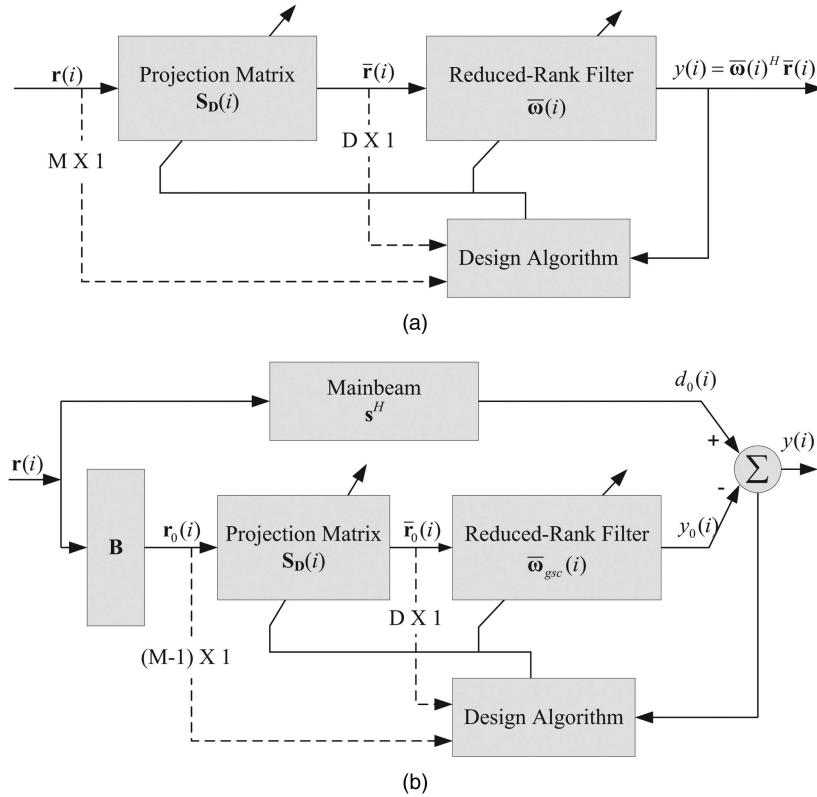 r(i)
Projection Matrix
S_D(i)
r̄(i)
Reduced-Rank Filter
ω̄(i)
y(i) = ω̄(i)^H r̄(i)
M X 1
D X 1
Design Algorithm
(a)
Mainbeam
s^H
d_0(i)
r(i)
+
-
Σ
y(i)
B
r_0(i)
Projection Matrix
S_D(i)
r̄_0(i)
Reduced-Rank Filter
ω̄_gsc(i)
y_0(i)
D X 1
(M-1) X 1
Design Algorithm
(b)